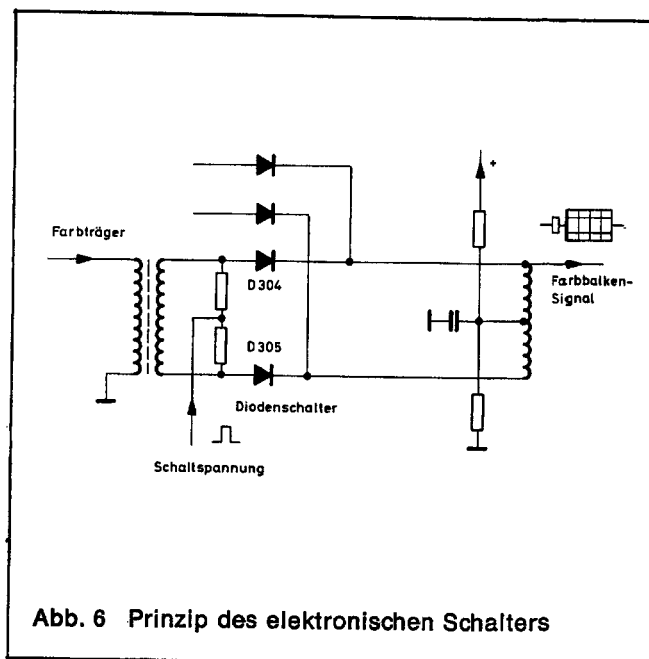 +
Farbträger
D304
Farbbalken-
Signal
D305
Diodenschalter
Schaltspannung
Abb. 6 Prinzip des elektronischen Schalters